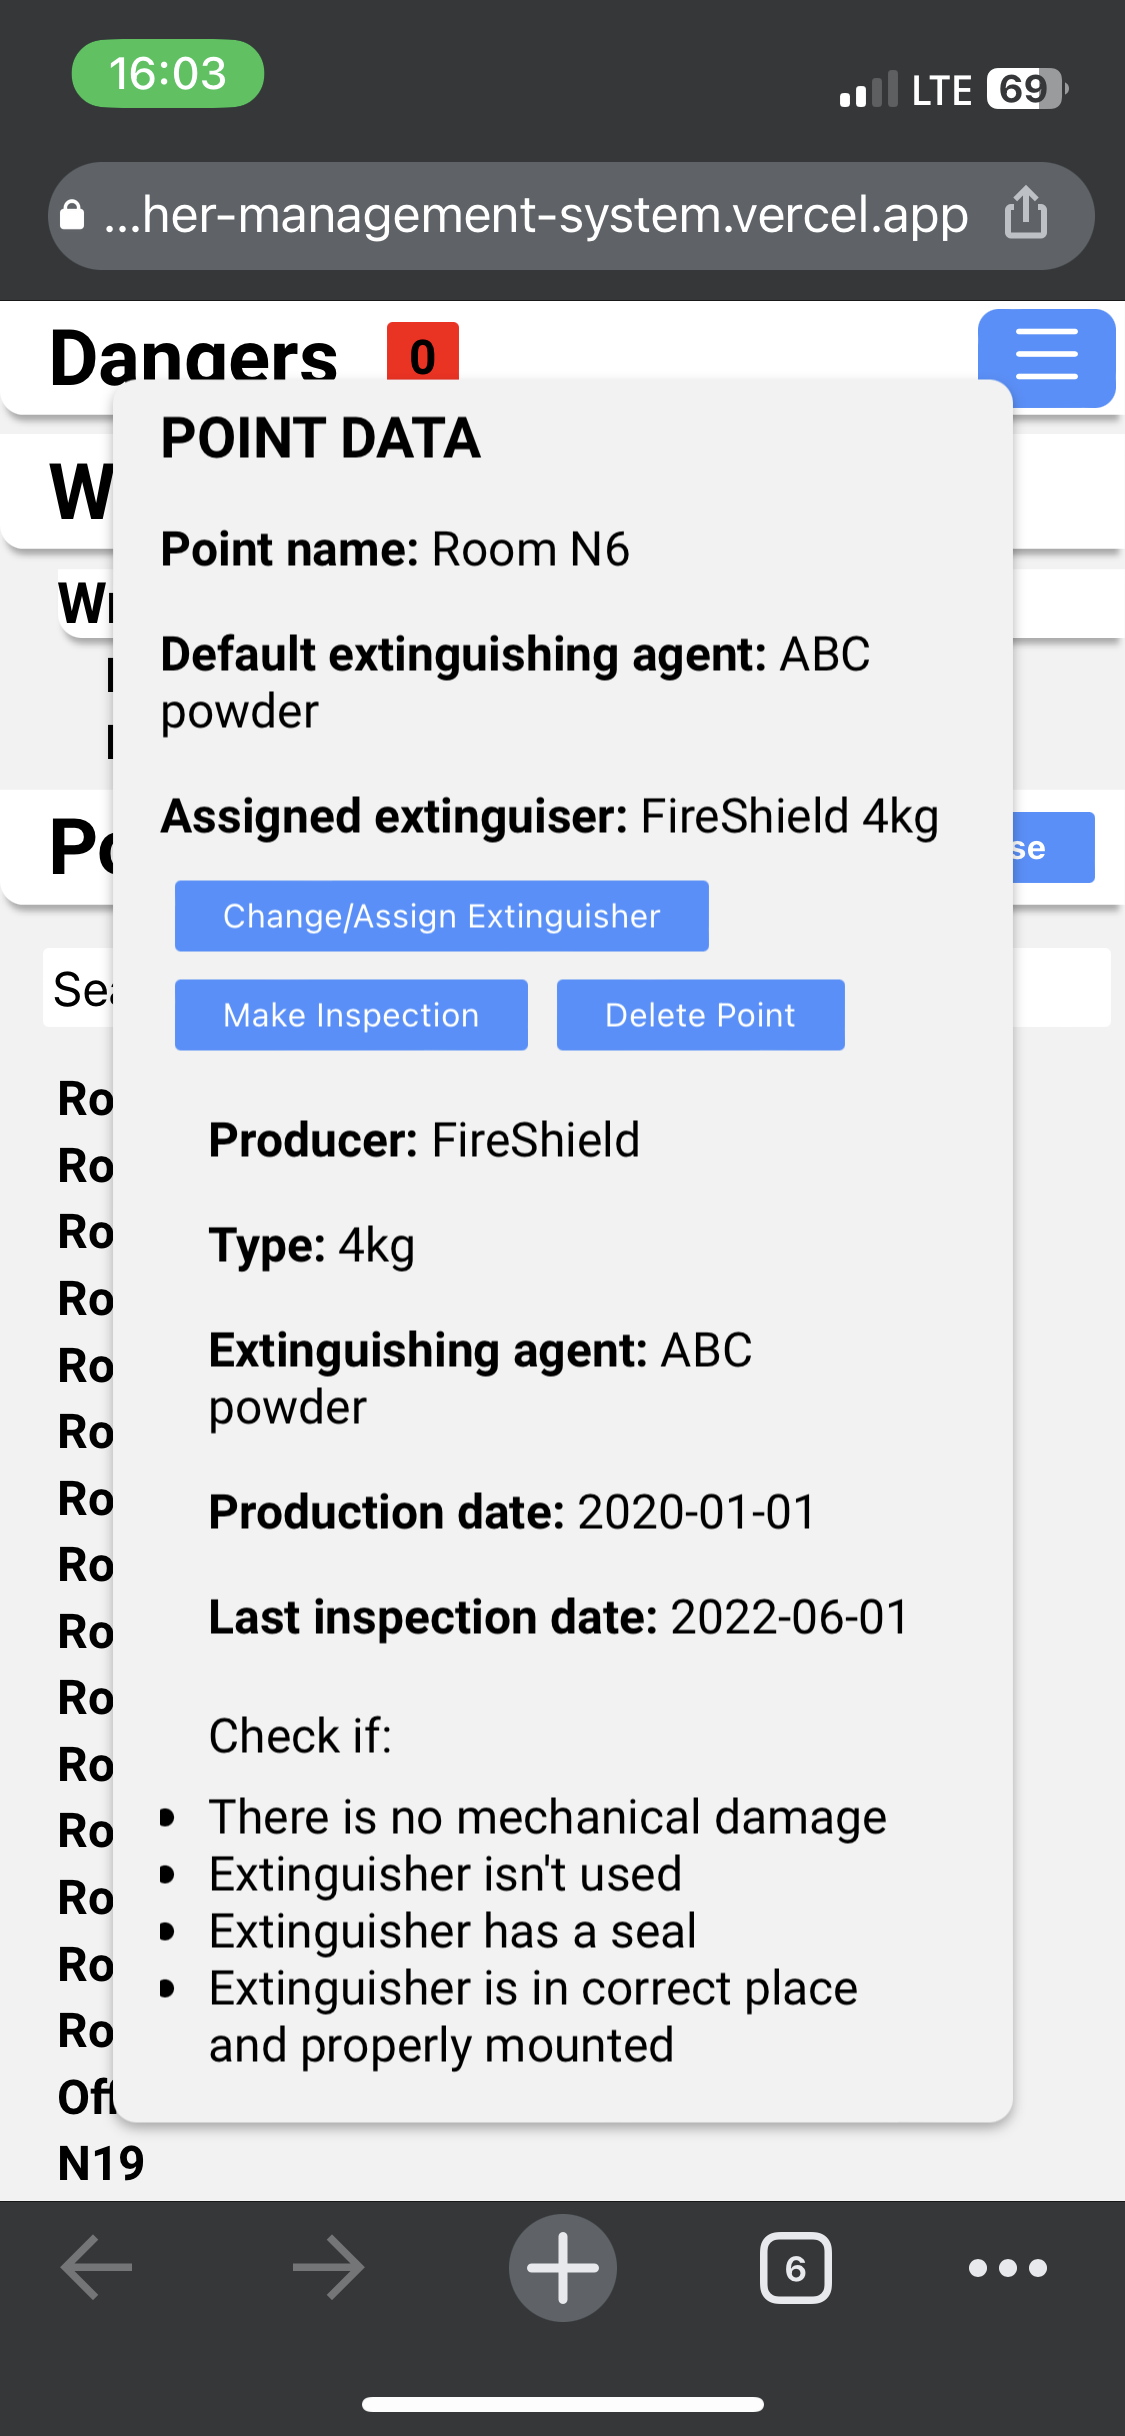 16:03
LTE 69
...her-management-system.vercel.app
Dangers 0
POINT DATA
Point name: Room N6
Default extinguishing agent: ABC
powder
Assigned extinguiser: FireShield 4kg
Change/Assign Extinguisher
Make Inspection Delete Point
Producer: FireShield
Type: 4kg
Extinguishing agent: ABC
powder
Production date: 2020-01-01
Last inspection date: 2022-06-01
Check if:
There is no mechanical damage
Extinguisher isn't used
Extinguisher has a seal
Extinguisher is in correct place
and properly mounted
N19
6